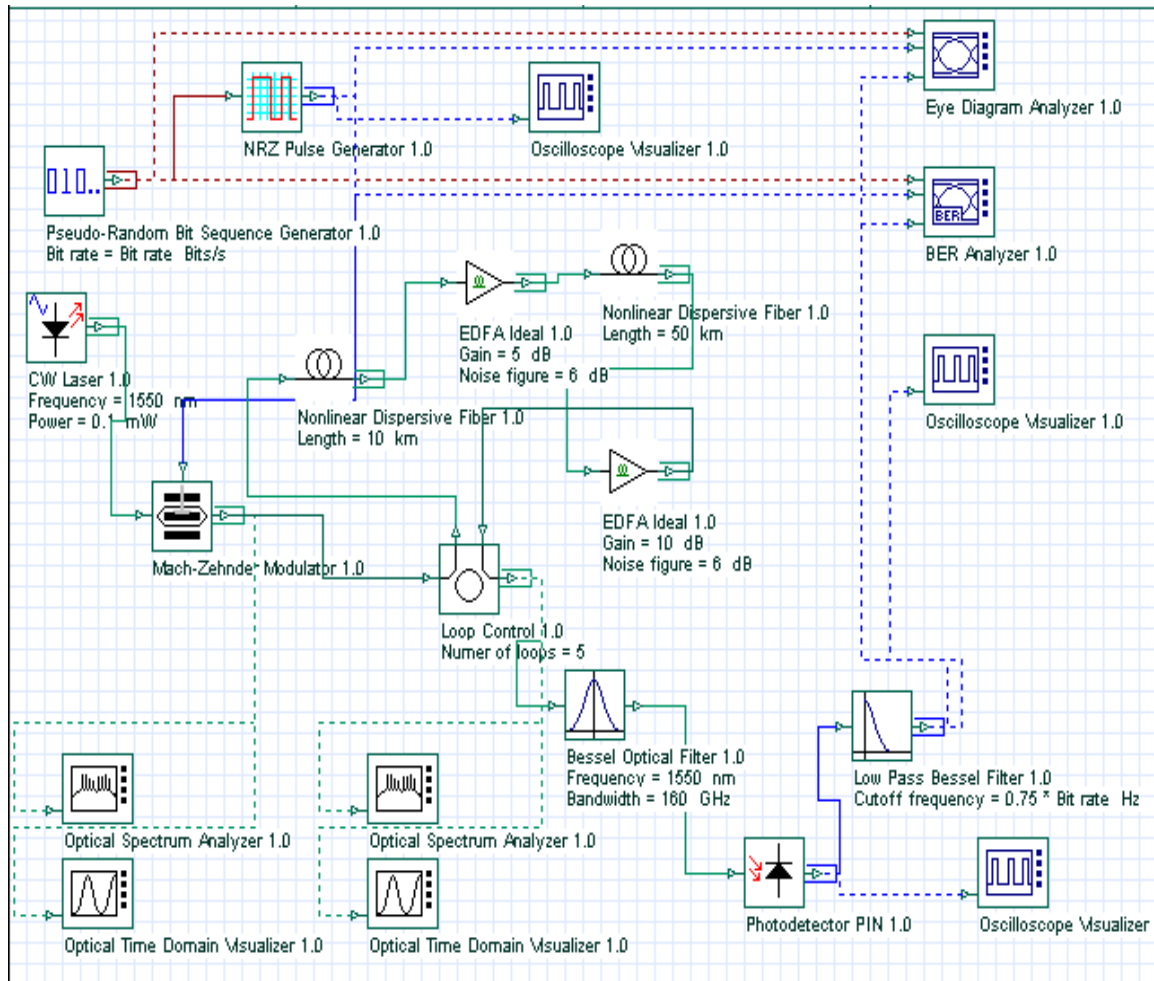 Eye Diagram Analyzer 1.0
NRZ Pulse Generator 1.0
Oscilloscope Visualizer 1.0
010..
Pseudo-Random Bit Sequence Generator 1.0
Bit rate = Bit rate Bits/s
BER
BER Analyzer 1.0
EDFA Ideal 1.0
Gain = 5 dB
Noise figure = 6 dB
Nonlinear Dispersive Fiber 1.0
Length = 50 km
CW Laser 1.0
Frequency = 1550 nm
Power = 0.1 mW
Nonlinear Dispersive Fiber 1.0
Length = 10 km
Oscilloscope Visualizer 1.0
EDFA Ideal 1.0
Gain = 10 dB
Noise figure = 6 dB
Mach-Zehnder Modulator 1.0
Loop Control 1.0
Numer of loops = 5
Bessel Optical Filter 1.0
Frequency = 1550 nm
Bandwidth = 160 GHz
Low Pass Bessel Filter 1.0
Cutoff frequency = 0.75 * Bit rate Hz
Optical Spectrum Analyzer 1.0
Optical Spectrum Analyzer 1.0
Optical Time Domain Visualizer 1.0
Optical Time Domain Visualizer 1.0
Photodetector PIN 1.0
Oscilloscope Visualizer